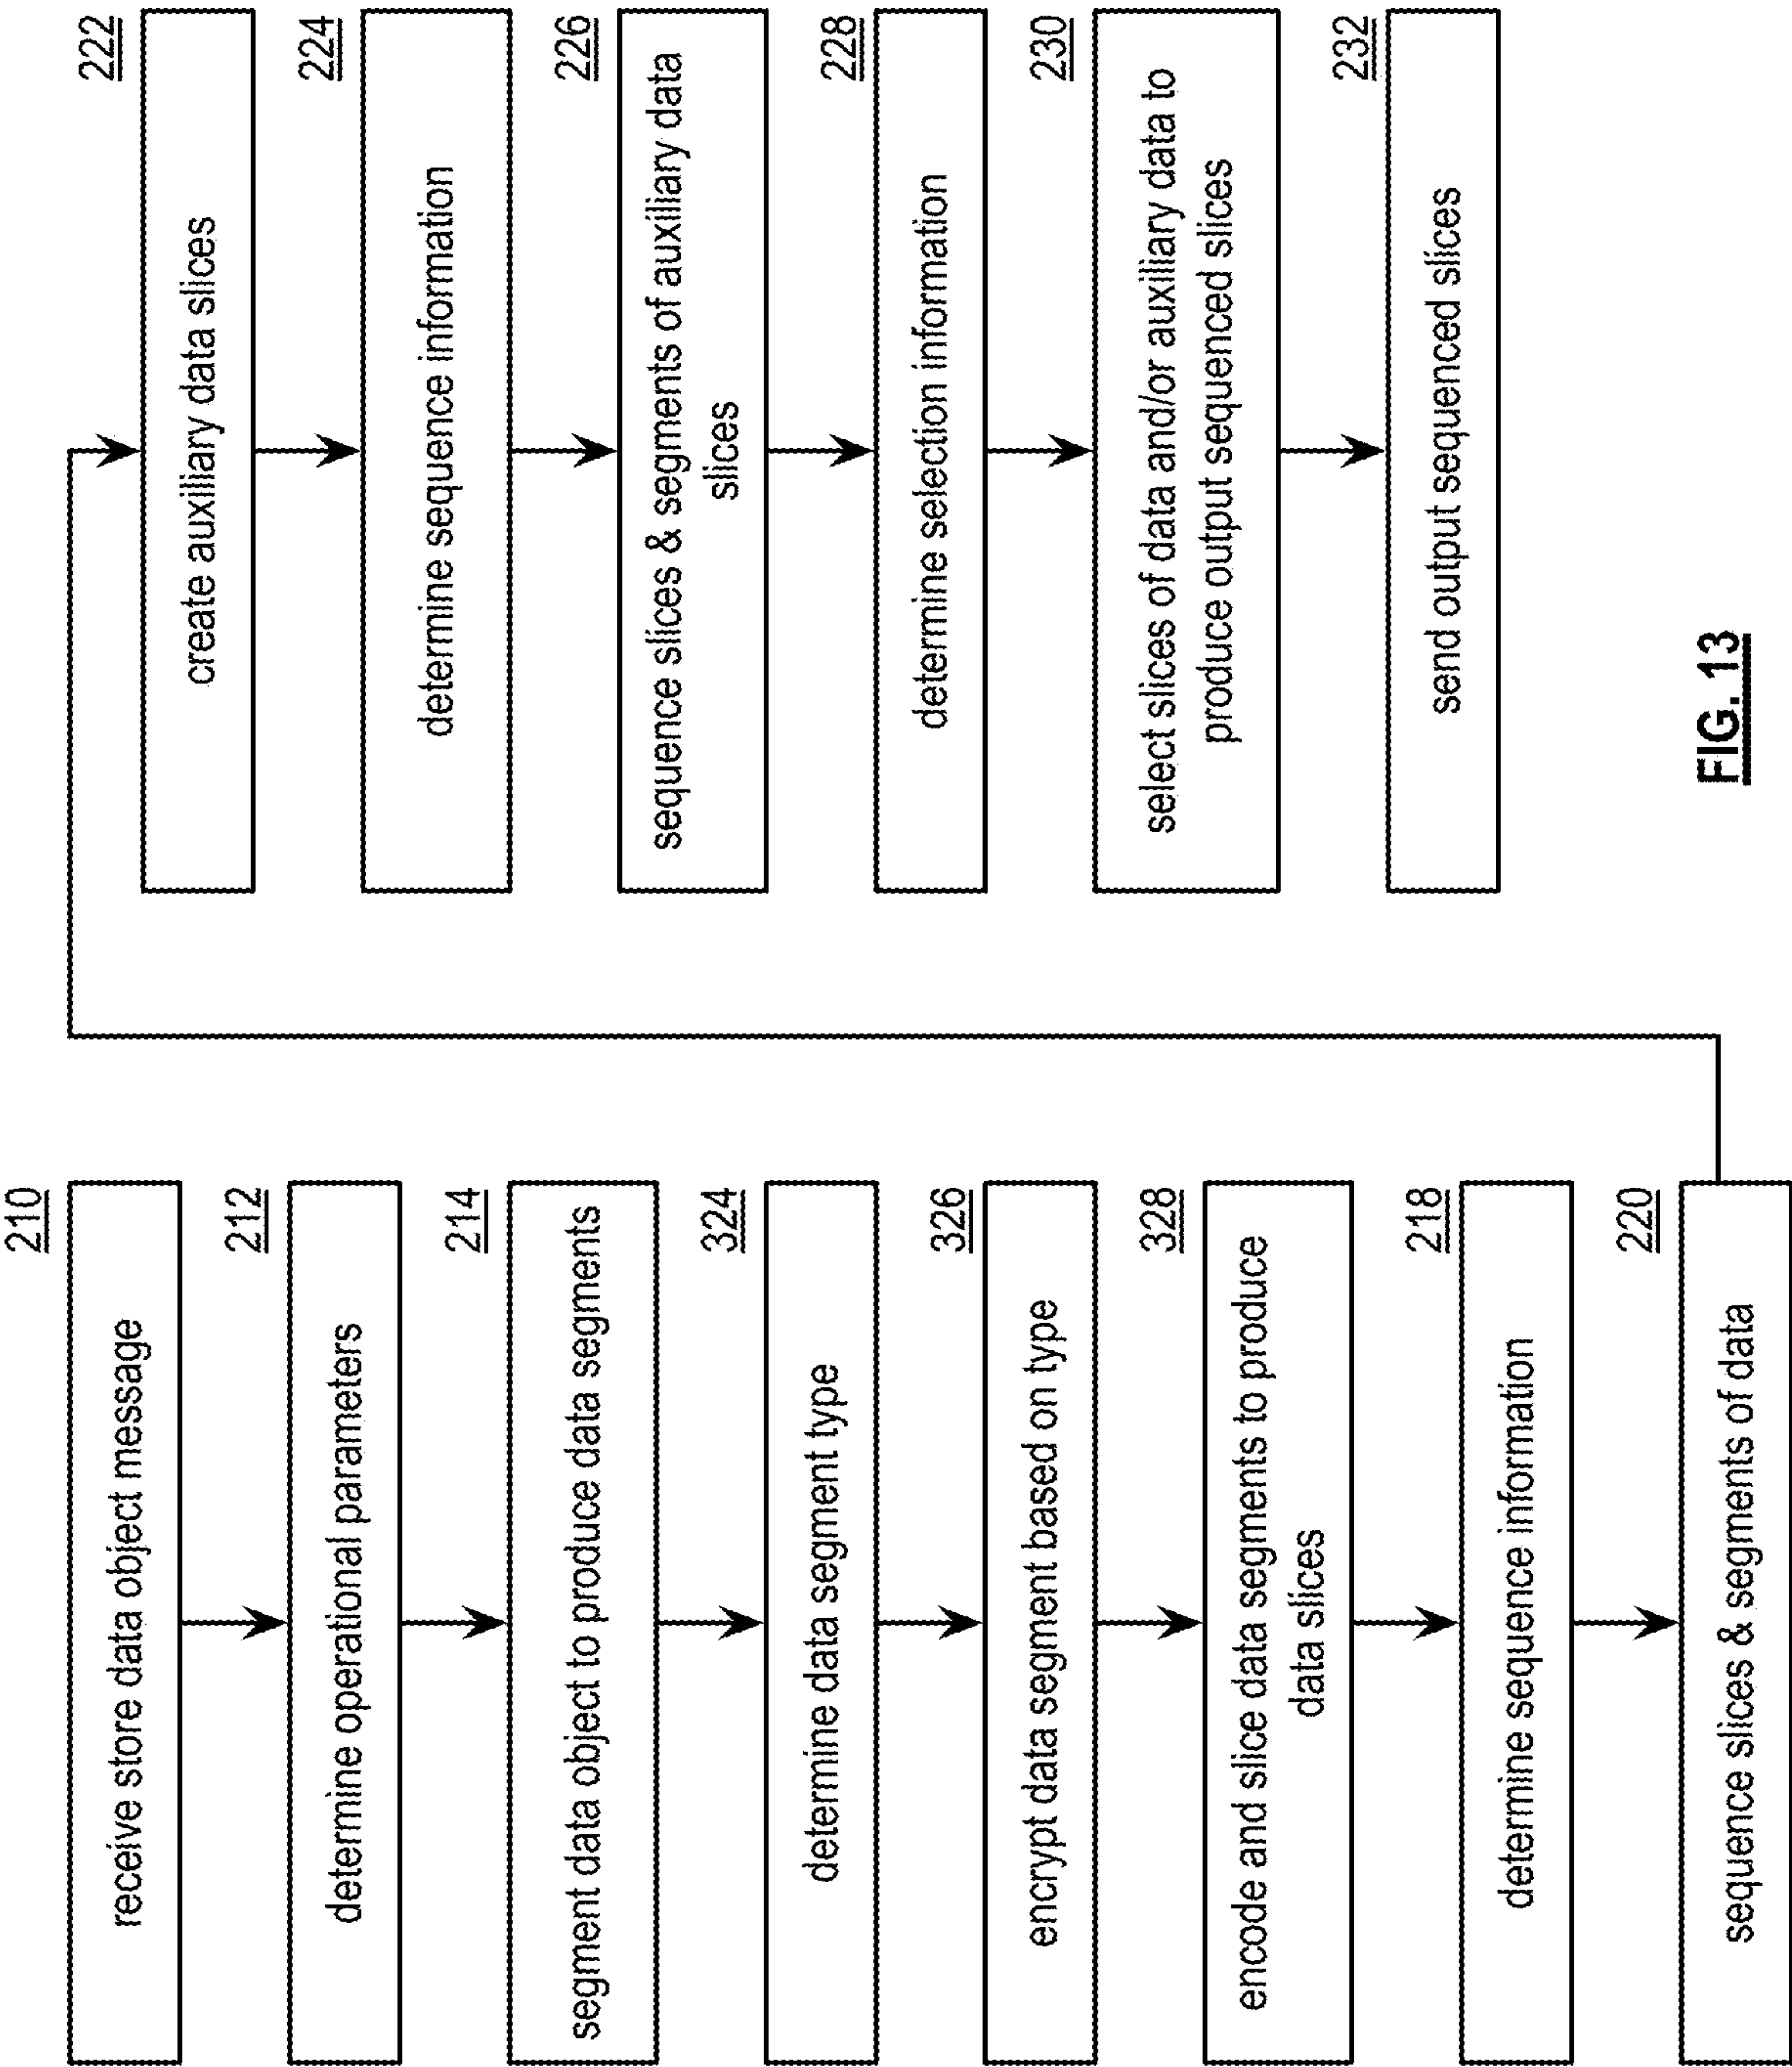 210
receive store data object message
212
determine operational parameters
214
segment data object to produce data segments
324
determine data segment type
326
encrypt data segment based on type
328
encode and slice data segments to produce
data slices
218
determine sequence information
220
sequence slices & segments of data
222
create auxiliary data slices
224
determine sequence information
226
sequence slices & segments of auxiliary data
slices
228
determine selection information
230
select slices of data and/or auxiliary data to
produce output sequenced slices
232
send output sequenced slices
FIG. 13